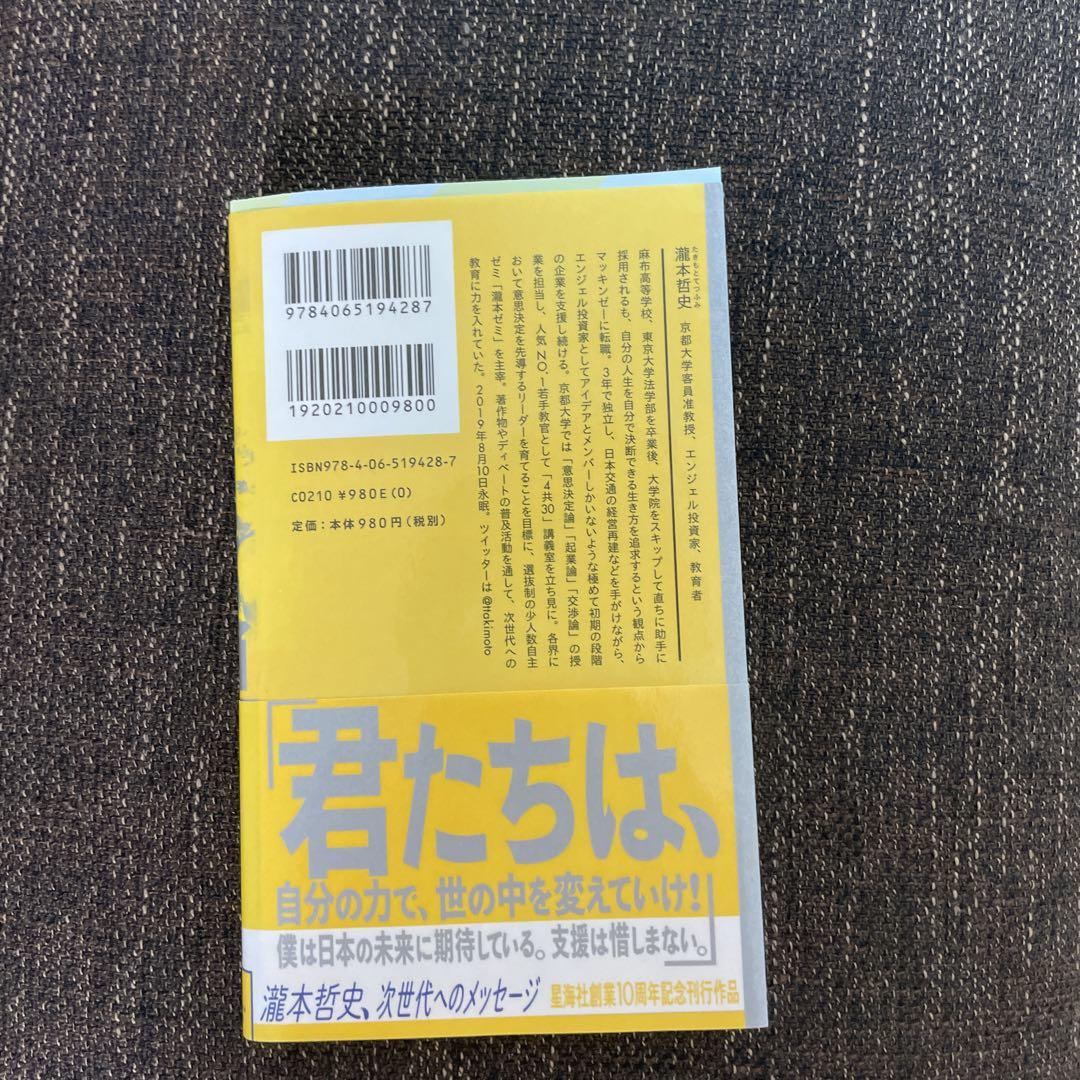 9784065194287
1920210009800
ISBN978-4-06-519428-7
C0210 ¥980E(0)
定価:本体980円(税別)
たきもとてつふみ
瀧本哲史 京都大学客員准教授、エンジェル投資家、教育者
麻布高等学校、東京大学法学部を卒業後、大学院をスキップして直ちに助手に
採用されるも、自分の人生を自分で決断できる生き方を追求するという観点から
マッキンゼーに転職。3年で独立し、日本交通の経営再建などを手がけながら、
エンジェル投資家としてアイデアとメンバーしかいないような極めて初期の段階
の企業を支援し続ける。京都大学では「意思決定論」「起業論」「交渉論」の授
業を担当し、人気NO.1若手教官として「4共30」講義室を立ち見に。各界に
おいて意思決定を先導するリーダーを育てることを目標に、選抜制の少人数自主
ゼミ「瀧本ゼミ」を主宰。著作物やディベートの普及活動を通して、次世代への
教育に力を入れていた。2019年8月10日永眠。ツイッターは@ttakimoto
「君たちは、
自分の力で、世の中を変えていけ!
僕は日本の未来に期待している。支援は惜しまない。」
瀧本哲史、次世代へのメッセージ
星海社創業10周年記念刊行作品